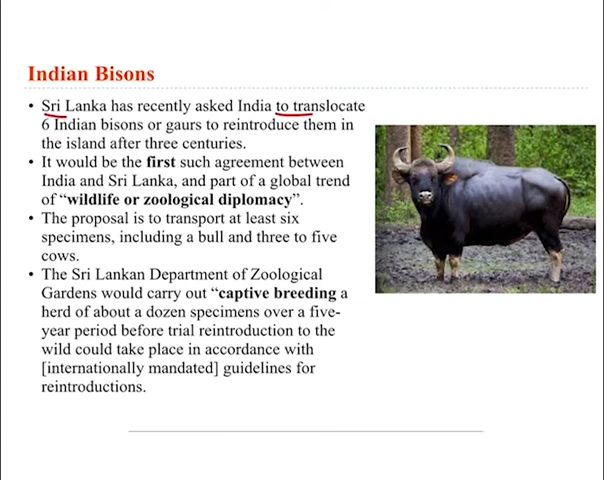 Indian Bisons
• Sri Lanka has recently asked India to translocate
6 Indian bisons or gaurs to reintroduce them in
the island after three centuries.
• It would be the first such agreement between
India and Sri Lanka, and part of a global trend
of “wildlife or zoological diplomacy”.
• The proposal is to transport at least six
specimens, including a bull and three to five
cows.
• The Sri Lankan Department of Zoological
Gardens would carry out “captive breeding a
herd of about a dozen specimens over a five-
year period before trial reintroduction to the
wild could take place in accordance with
[internationally mandated] guidelines for
reintroductions.